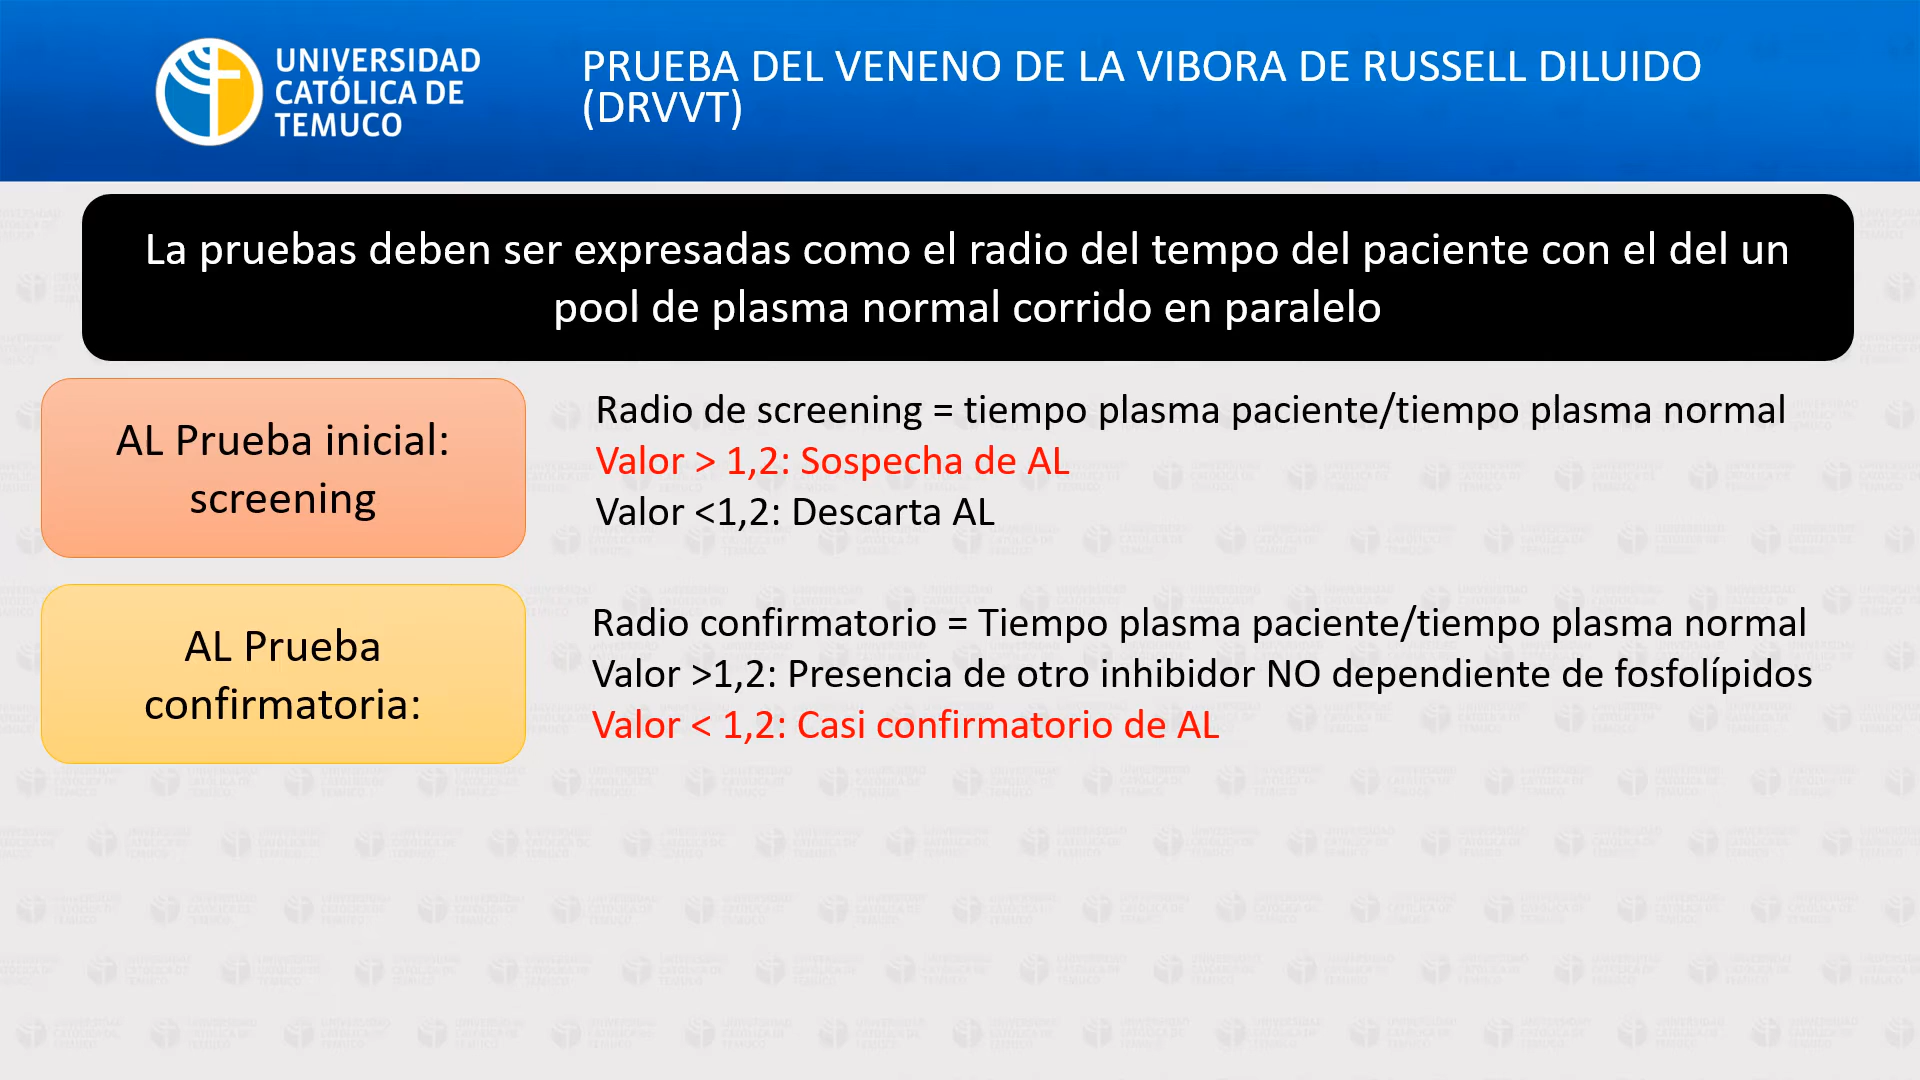 UNIVERSIDAD
CATÓLICA DE
TEMUCO
PRUEBA DEL VENENO DE LA VIBORA DE RUSSELL DILUIDO
(DRVVT)
La pruebas deben ser expresadas como el radio del tempo del paciente con el del un
pool de plasma normal corrido en paralelo
AL Prueba inicial:
screening
Radio de screening = tiempo plasma paciente/tiempo plasma normal
Valor > 1,2: Sospecha de AL
Valor <1,2: Descarta AL
AL Prueba
confirmatoria:
Radio confirmatorio = Tiempo plasma paciente/tiempo plasma normal
Valor >1,2: Presencia de otro inhibidor NO dependiente de fosfolípidos
Valor < 1,2: Casi confirmatorio de AL